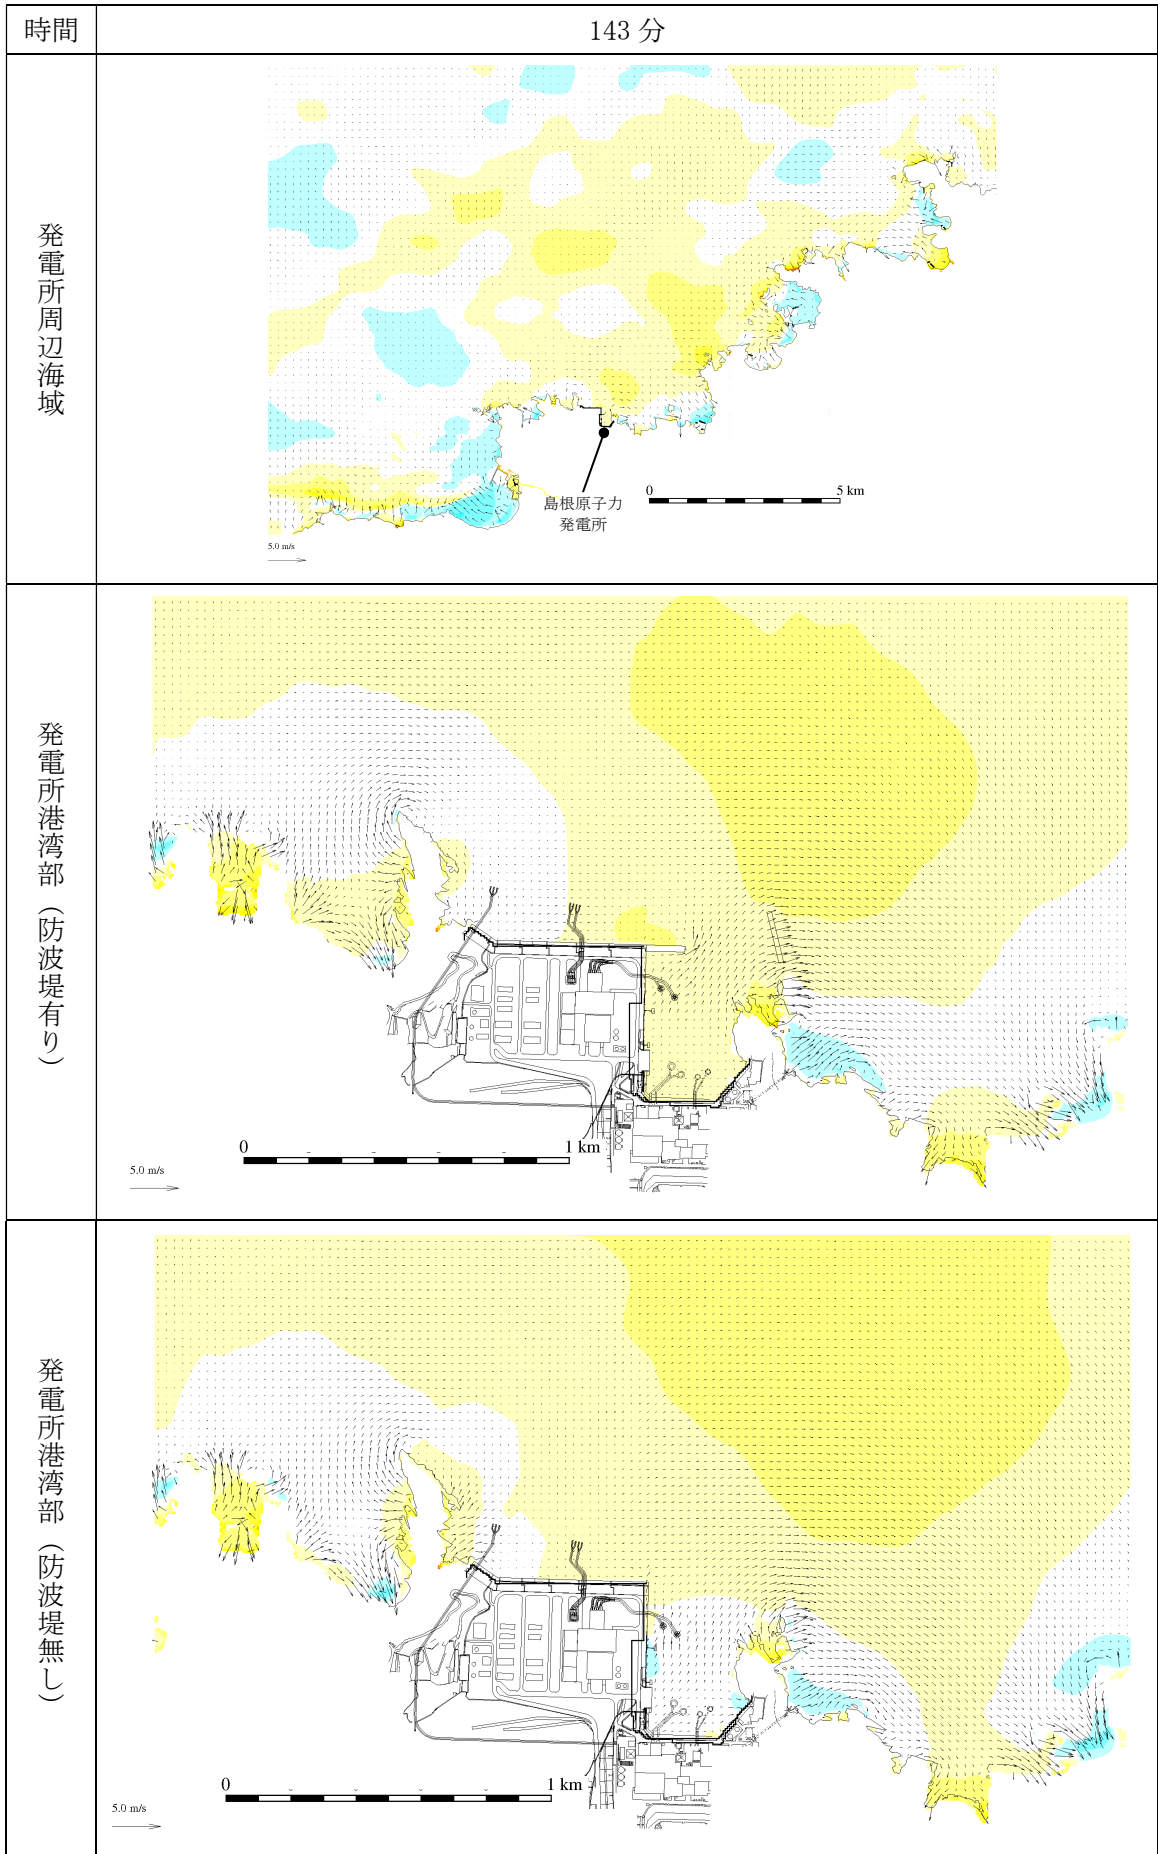 時間
143 分
発電所周辺海域
島根原子力
発電所
0 5 km
5.0 m/s
発電所港湾部（防波堤有り）
0 1 km
5.0 m/s
発電所港湾部（防波堤無し）
0 1 km
5.0 m/s